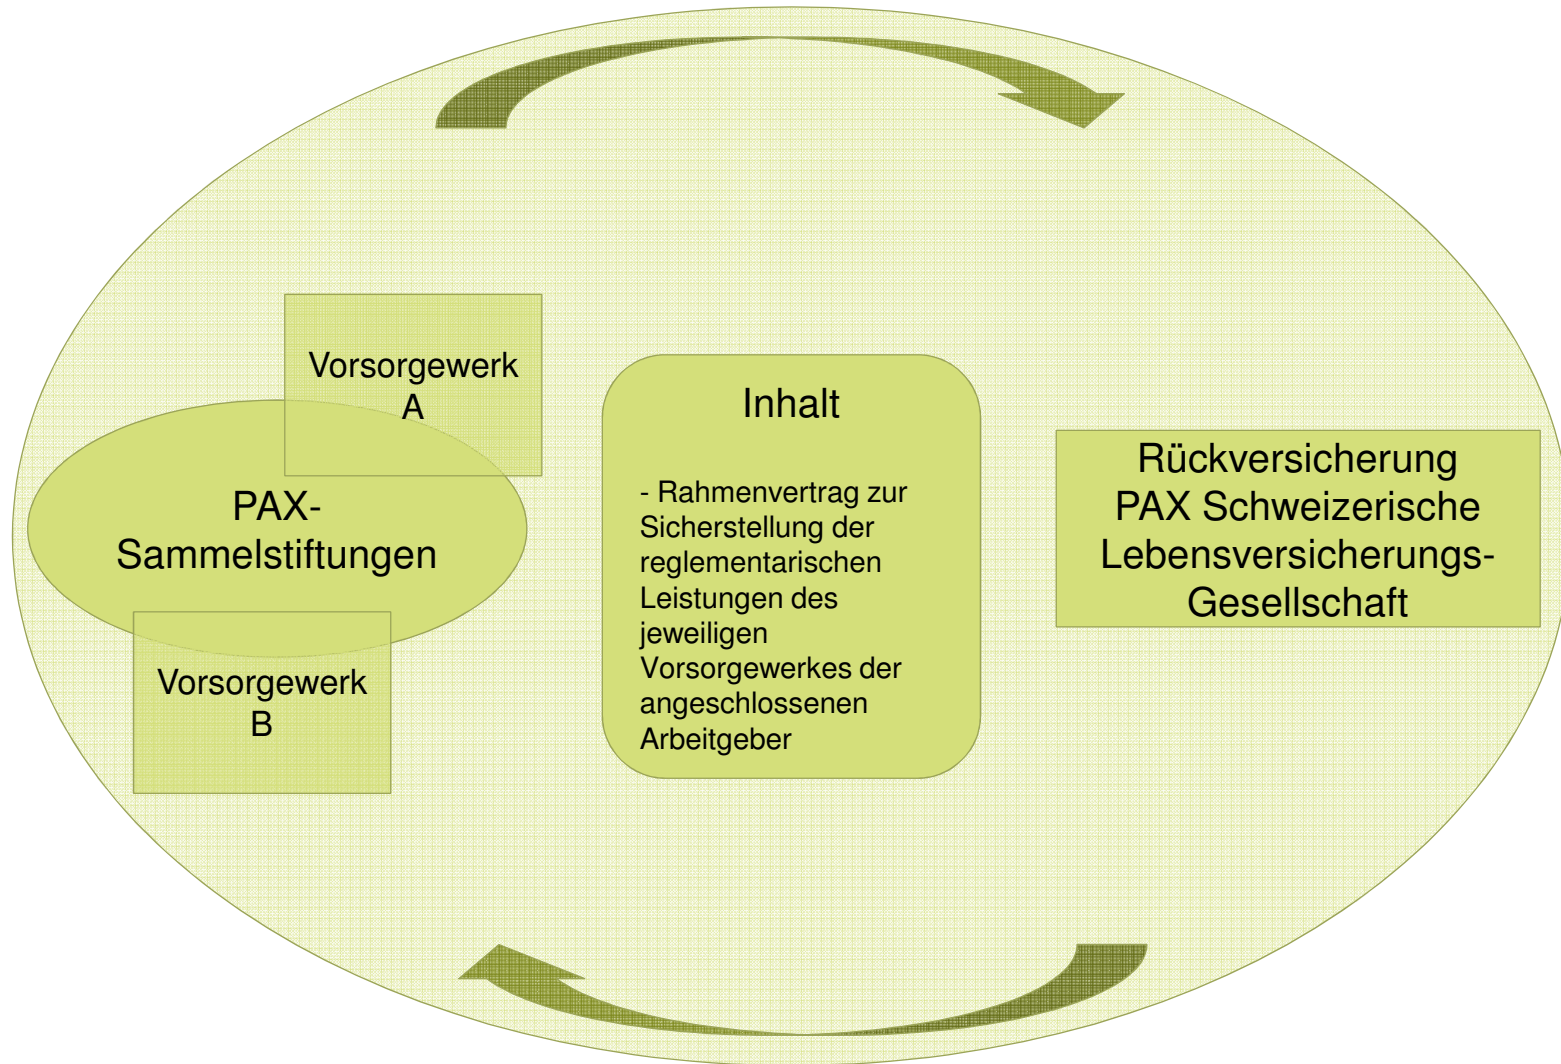 Vorsorgewerk
A
PAX-
Sammelstiftungen
Vorsorgewerk
B
Inhalt
- Rahmenvertrag zur
Sicherstellung der
reglementarischen
Leistungen des
jeweiligen
Vorsorgewerkes der
angeschlossenen
Arbeitgeber
Rückversicherung
PAX Schweizerische
Lebensversicherungs-
Gesellschaft